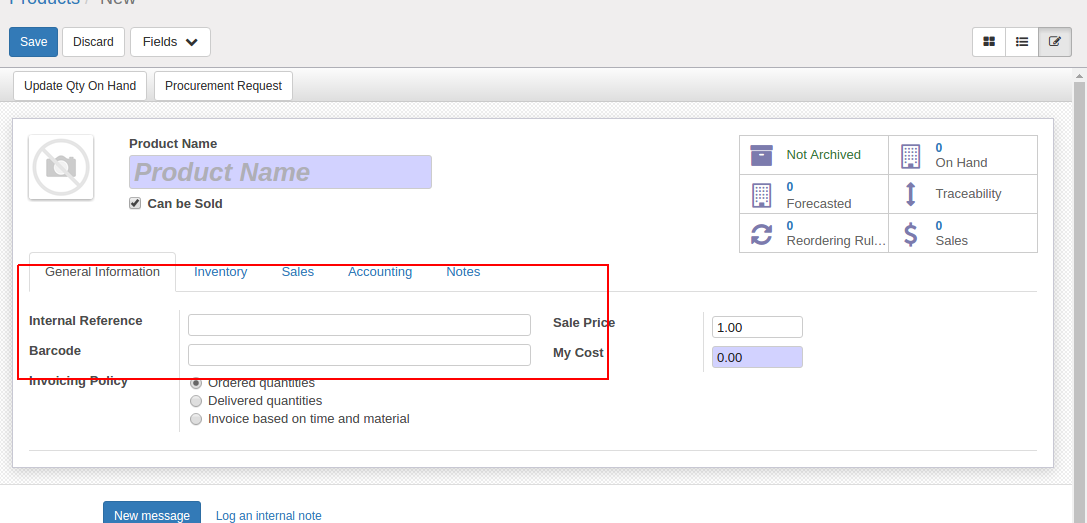 Products / New
Save Discard Fields
Update Qty On Hand Procurement Request
Product Name
Product Name
Can be Sold
Not Archived
0
On Hand
0
Forecasted
Traceability
0
Reordering Rul...
0
Sales
General Information Inventory Sales Accounting Notes
Internal Reference
Barcode
Invoicing Policy
Ordered quantities
Delivered quantities
Invoice based on time and material
Sale Price 1.00
My Cost 0.00
New message Log an internal note